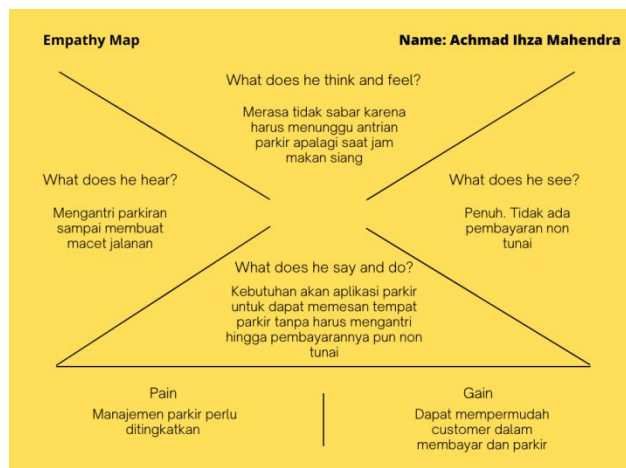 Empathy Map
Name: Achmad Ihza Mahendra
What does he think and feel?
Merasa tidak sabar karena
harus menunggu antrian
parkir apalagi saat jam
makan siang
What does he hear?
Mengantri parkiran
sampai membuat
macet jalanan
What does he see?
Penuh. Tidak ada
pembayaran non
tunai
What does he say and do?
Kebutuhan akan aplikasi parkir
untuk dapat memesan tempat
parkir tanpa harus mengantri
hingga pembayarannya pun non
tunai
Pain
Manajemen parkir perlu
ditingkatkan
Gain
Dapat mempermudah
customer dalam
membayar dan parkir